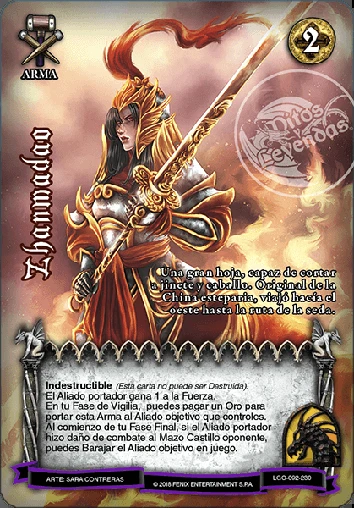 ARMA
2
Mitos
y
Leyendas
Zhanmadao
Una gran hoja, capaz de cortar
a jinete y caballo. Original de la
China esteparia, viajó hacia el
oeste hasta la ruta de la seda.
Indestructible (Esta carta no puede ser Destruida).
El Aliado portador gana 1 a la Fuerza.
En tu Fase de Vigilia, puedes pagar un Oro para
portar esta Arma al Aliado objetivo que controles.
Al comienzo de tu Fase Final, si el Aliado portador
hizo daño de combate al Mazo Castillo oponente,
puedes Barajar el Aliado objetivo en juego.
ARTE: SARA CONTRERAS
© 2018 FENIX ENTERTAINMENT S.P.A